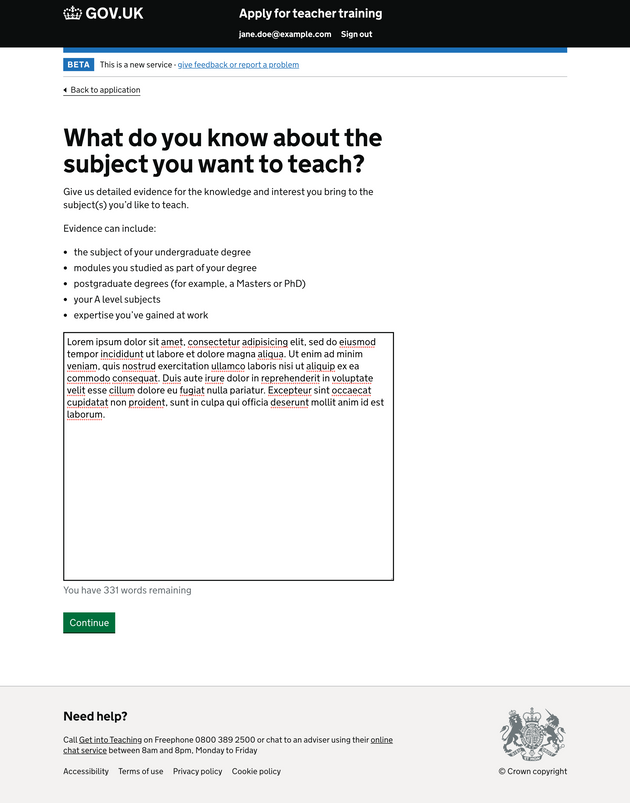 GOV.UK
Apply for teacher training
jane.doe@example.com Sign out
BETA This is a new service - give feedback or report a problem
Back to application
What do you know about the
subject you want to teach?
Give us detailed evidence for the knowledge and interest you bring to the
subject(s) you'd like to teach.
Evidence can include:
• the subject of your undergraduate degree
• modules you studied as part of your degree
• postgraduate degrees (for example, a Masters or PhD)
• your A level subjects
• expertise you've gained at work
Lorem ipsum dolor sit amet, consectetur adipisicing elit, sed do eiusmod
tempor incididunt ut labore et dolore magna aliqua. Ut enim ad minim
veniam, quis nostrud exercitation ullamco laboris nisi ut aliquip ex ea
commodo consequat. Duis aute irure dolor in reprehenderit in voluptate
velit esse cillum dolore eu fugiat nulla pariatur. Excepteur sint occaecat
cupidatat non proident, sunt in culpa qui officia deserunt mollit anim id est
laborum.
You have 331 words remaining
Continue
Need help?
Call Get into Teaching on Freephone 0800 389 2500 or chat to an adviser using their online
chat service between 8am and 8pm, Monday to Friday
Accessibility Terms of use Privacy policy Cookie policy
© Crown copyright